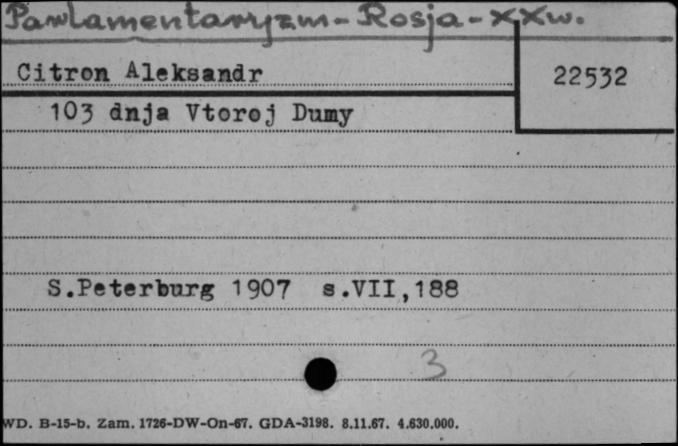 Parlamentaryzm - Rosja - XXw.
Citron Aleksandr
22532
103 dnja Vtoroj Dumy
S.Peterburg 1907 s.VII,188
3
WD. B-15-b. Zam. 1726-DW-On-67. GDA-3198. 8.11.67. 4.630.000.